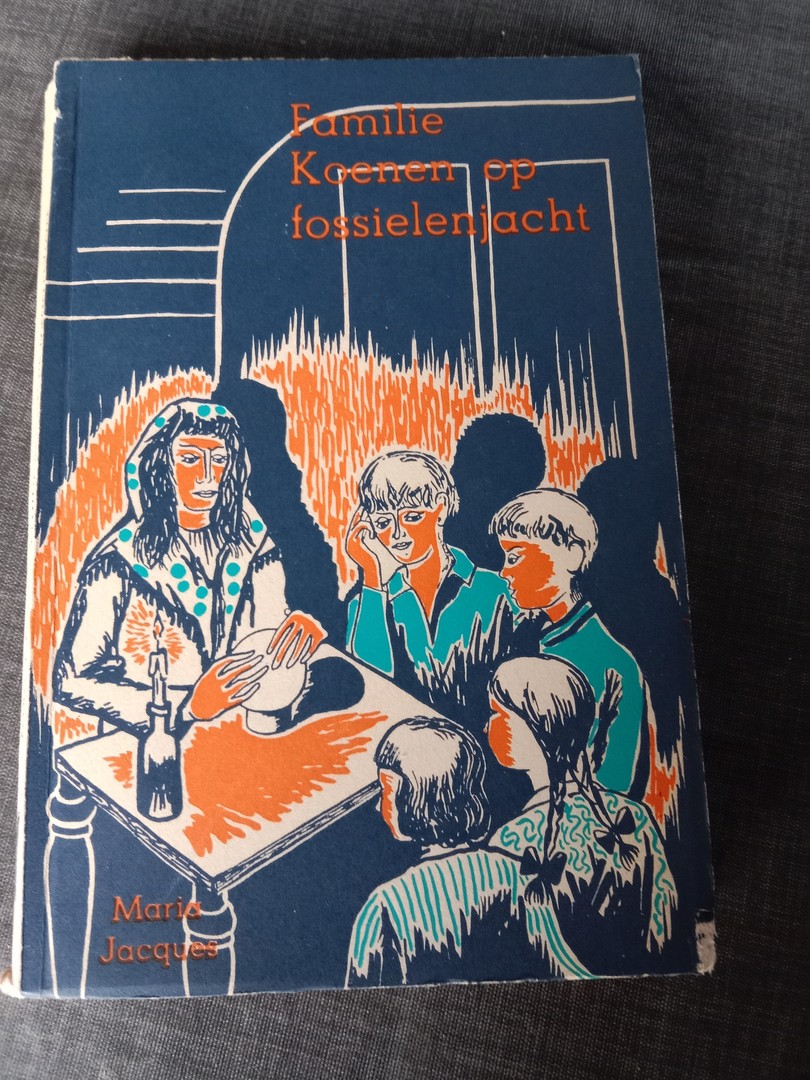 Familie
Koenen op
fossielenjacht
Maria
Jacques